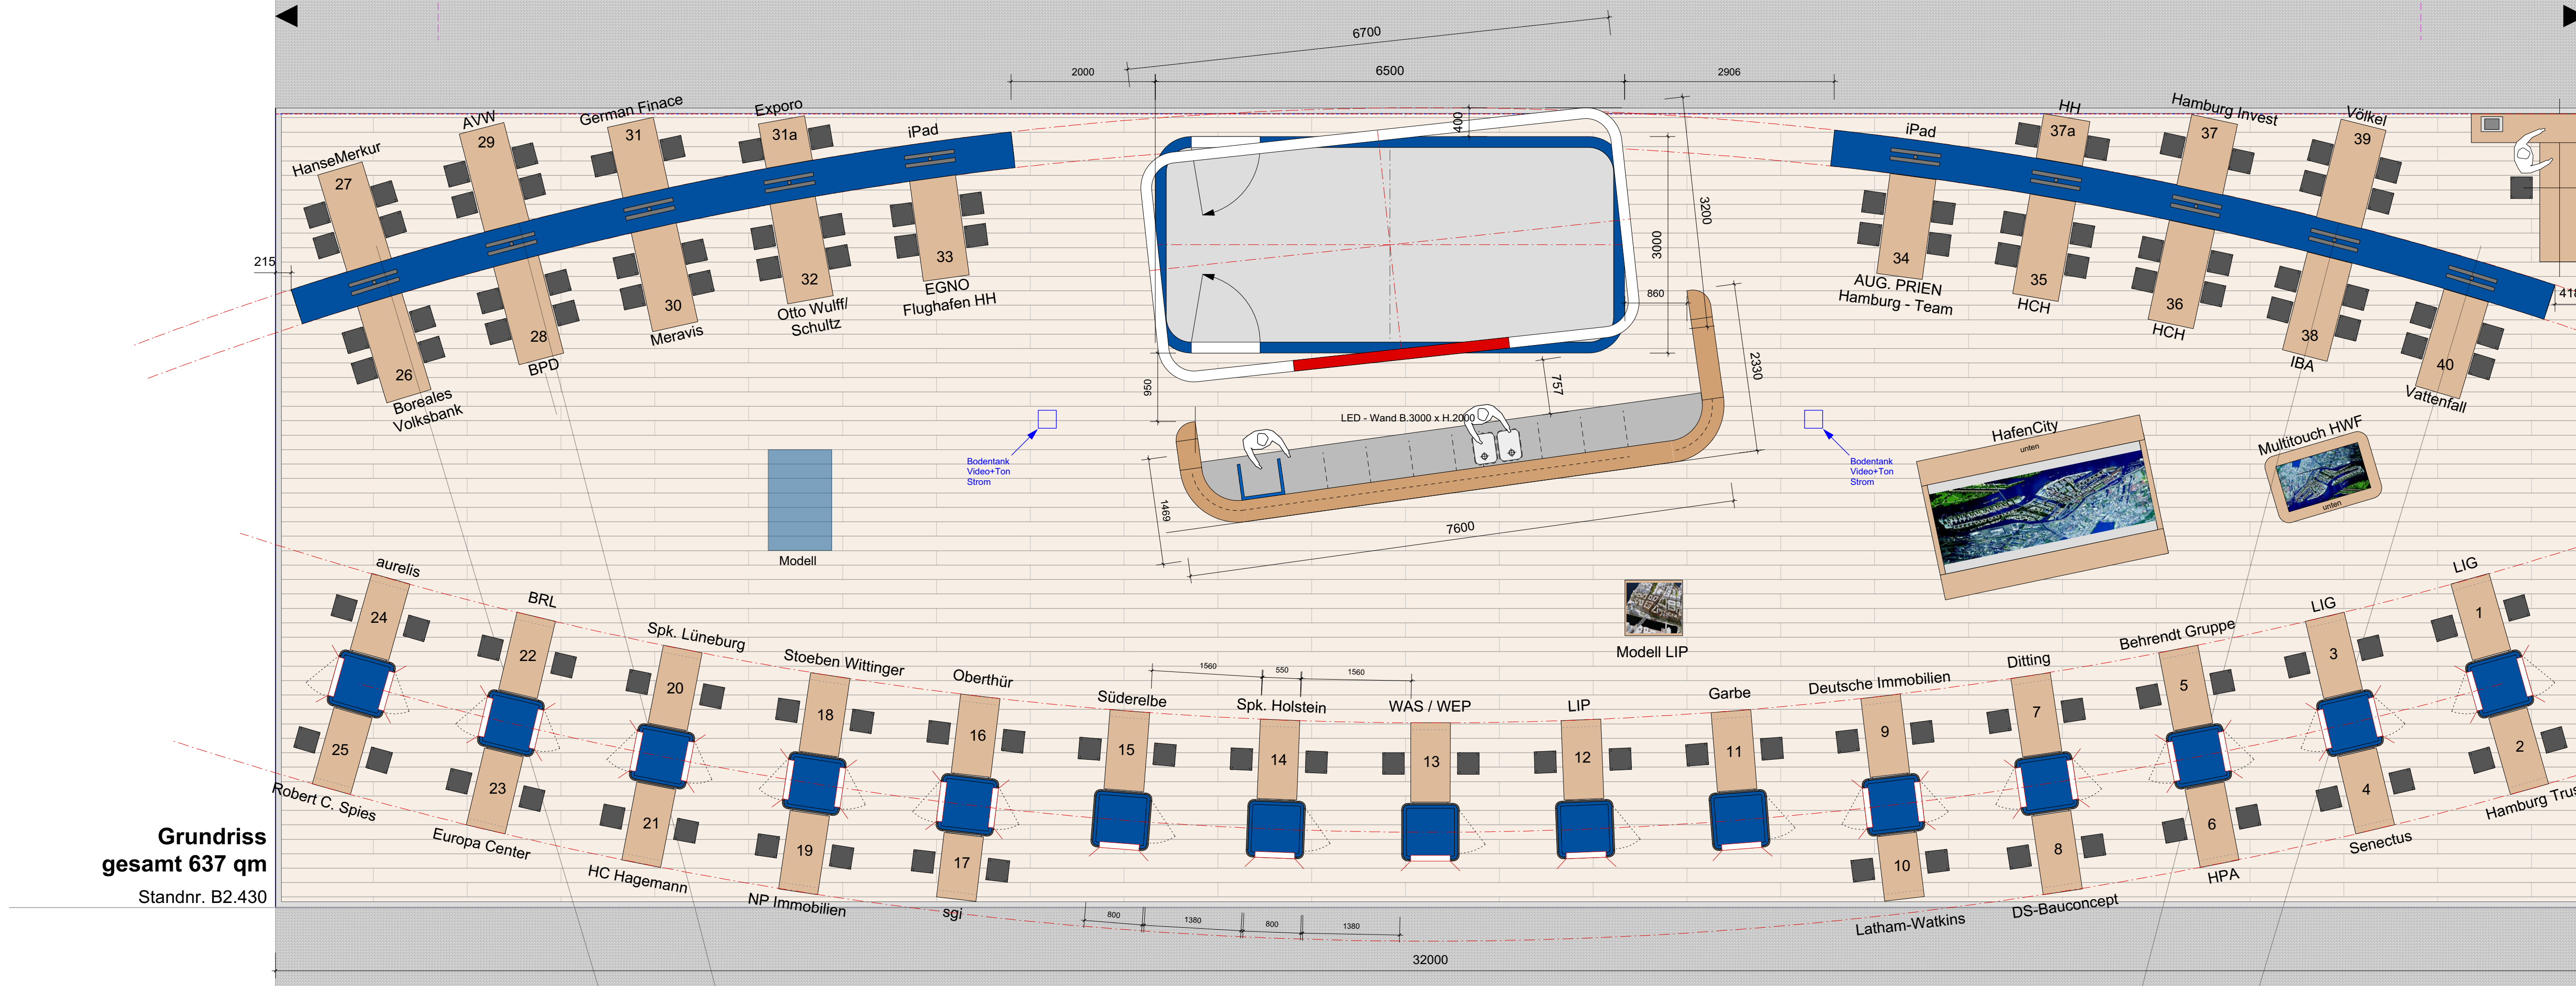 6700
2000
6500
2906
400
HanseMerkur
27
AVW
29
German Finace
31
Exporo
31a
iPad
iPad
HH
37a
Hamburg Invest
37
Völkel
39
3200
3000
860
215
418
26
Boreales
Volksbank
28
BPD
30
Meravis
32
Otto Wulff/
Schultz
33
EGNO
Flughafen HH
34
AUG. PRIEN
Hamburg - Team
35
HCH
36
HCH
38
IBA
40
Vattenfall
950
757
2330
LED - Wand B.3000 x H.2000
1469
7600
Bodentank
Video+Ton
Strom
Bodentank
Video+Ton
Strom
HafenCity
unten
Multitouch HWF
unten
Modell
Modell LIP
aurelis
24
25
Robert C. Spies
BRL
22
23
Europa Center
Spk. Lüneburg
20
21
HC Hagemann
Stoeben Wittinger
18
19
NP Immobilien
Oberthür
16
17
sgi
1560
550
1560
Süderelbe
15
Spk. Holstein
14
WAS / WEP
13
LIP
12
Garbe
11
Deutsche Immobilien
9
10
Latham-Watkins
Ditting
7
8
DS-Bauconcept
Behrendt Gruppe
5
6
HPA
LIG
3
4
Senectus
LIG
1
2
Hamburg Trus
800
1380
800
1380
32000
Grundriss
gesamt 637 qm
Standnr. B2.430